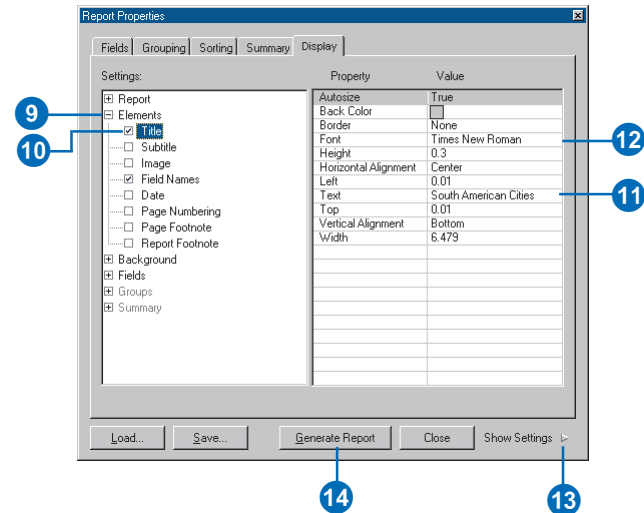 Report Properties
Fields Grouping Sorting Summary Display
Settings:
Property Value
Report
Elements
Title
Subtitle
Image
Field Names
Date
Page Numbering
Page Footnote
Report Footnote
Background
Fields
Groups
Summary
Autosize True
Back Color
Border None
Font Times New Roman
Height 0.3
Horizontal Alignment Center
Left 0.01
Text South American Cities
Top 0.01
Vertical Alignment Bottom
Width 6.479
9
10
12
11
Load... Save... Generate Report Close Show Settings
14
13